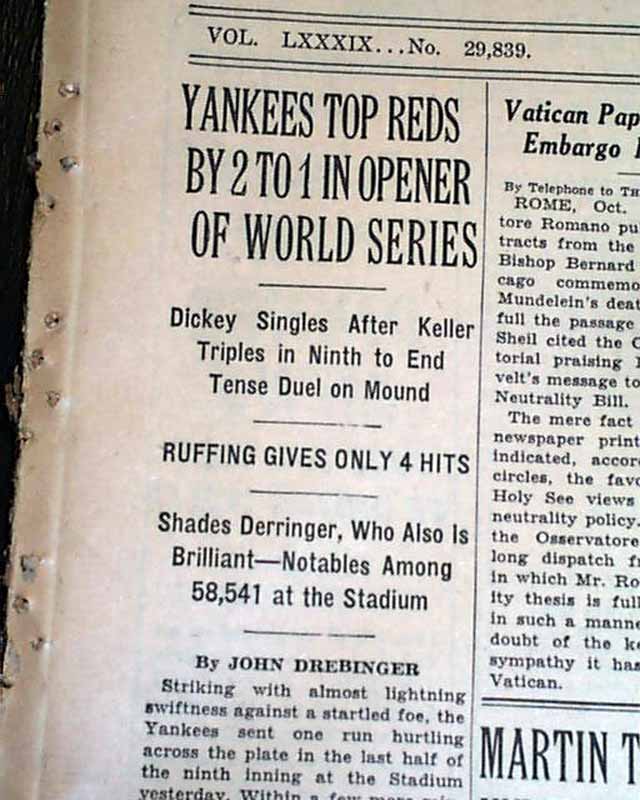 VOL. LXXXIX...No. 29,839.
YANKEES TOP REDS
BY 2 TO 1 IN OPENER
OF WORLD SERIES
Dickey Singles After Keller
Triples in Ninth to End
Tense Duel on Mound
RUFFING GIVES ONLY 4 HITS
Shades Derringer, Who Also Is
Brilliant—Notables Among
58,541 at the Stadium
By JOHN DREBINGER
Striking with almost lightning
swiftness against a startled foe, the
Yankees sent one run hurtling
across the plate in the last half of
the ninth inning at the Stadium
yesterday. Within a few more
Vatican Pap
Embargo
By Telephone to TH
ROME, Oct.
tore Romano pu
tracts from the
Bishop Bernard
cago commemo
Mundelein's deat
full the passage
Sheil cited the C
torial praising
velt's message to
Neutrality Bill.
The mere fact
newspaper print
indicated, accor
circles, the favo
Holy See views
neutrality policy.
the Osservatore
long dispatch fr
in which Mr. Ro
ity thesis is full
in such a manne
doubt of the ke
sympathy it has
Vatican.
MARTIN T